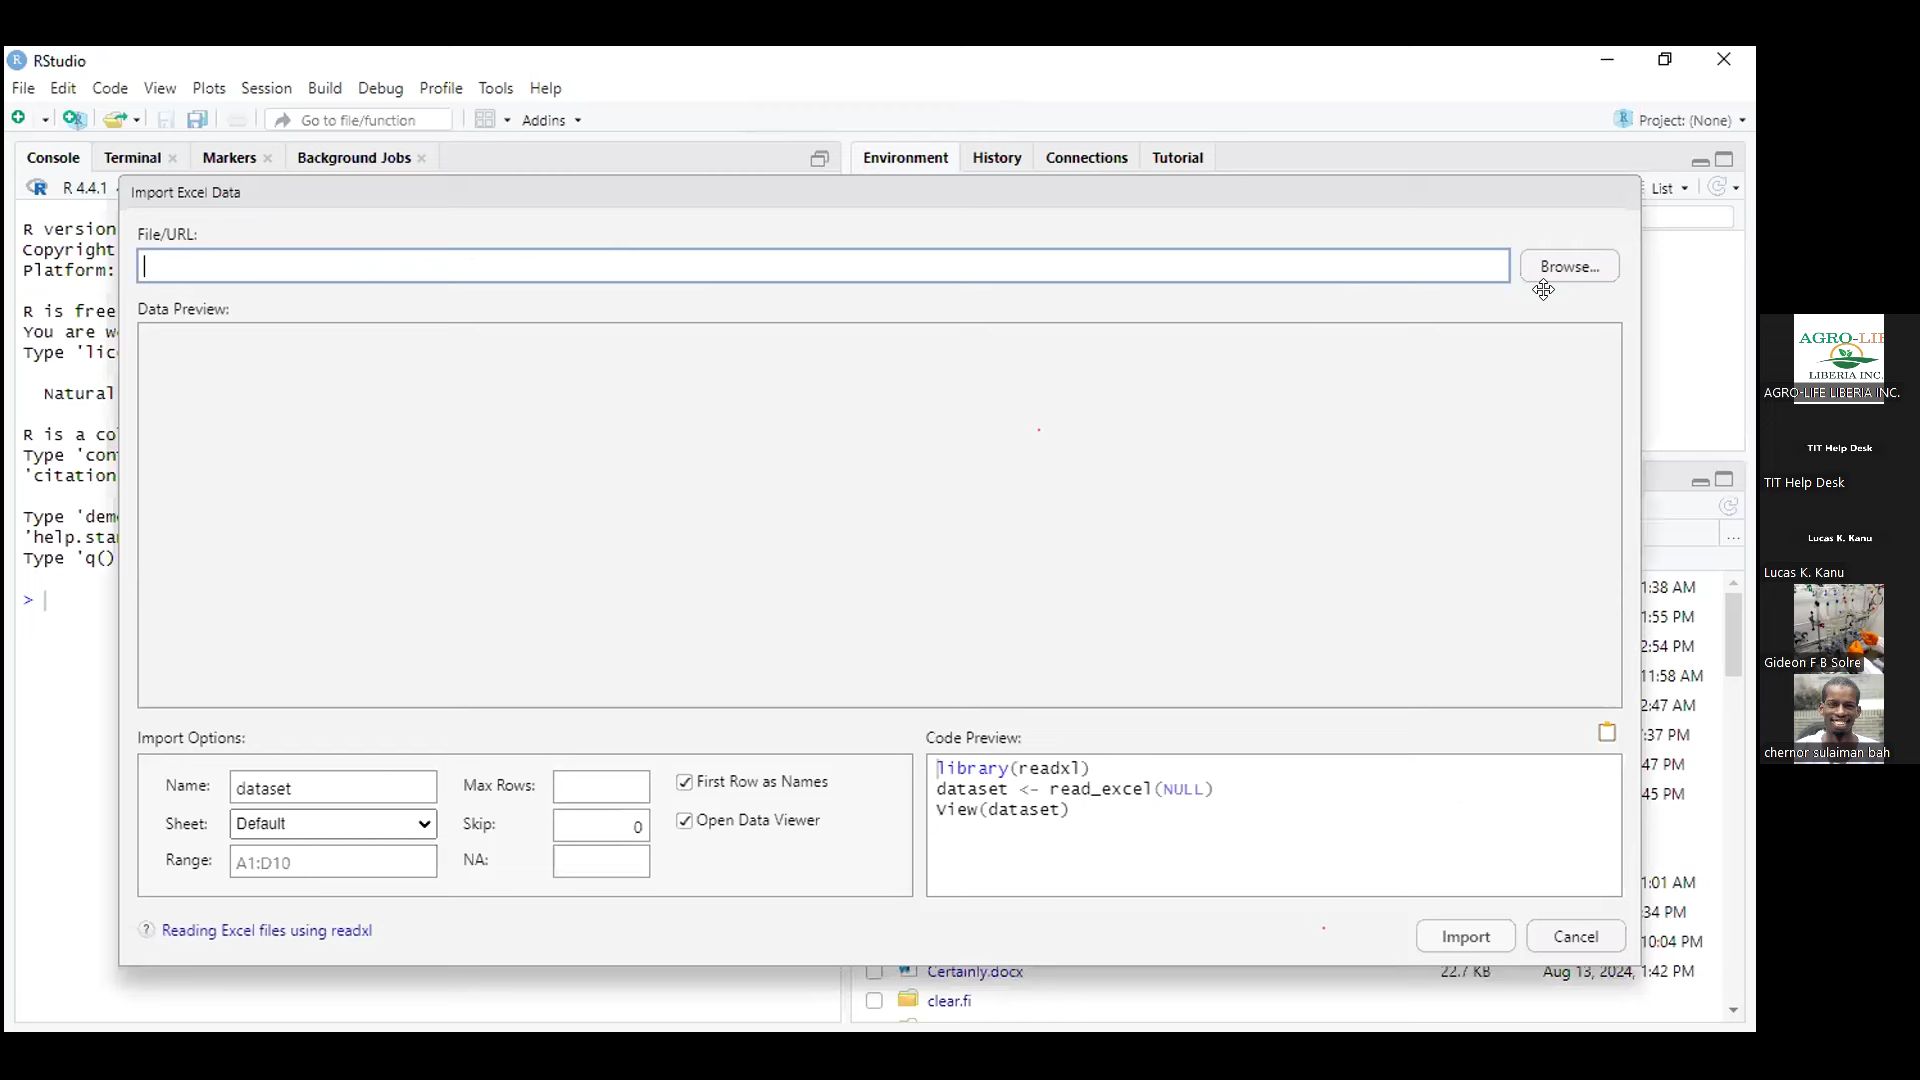 RStudio
File Edit Code View Plots Session Build Debug Profile Tools Help
Go to file/function Addins Project: (None)
Console Terminal Markers Background Jobs Environment History Connections Tutorial
R 4.4.1 List
Import Excel Data
R version
Copyright
Platform:
R is free
You are w
Type 'lic
Natural
R is a co
Type 'con
'citation
Type 'dem
'help.sta
Type 'q()
>
File/URL:
Browse...
Data Preview:
Import Options: Code Preview:
Name: dataset Max Rows: First Row as Names
Sheet: Default Skip: 0 Open Data Viewer
Range: A1:D10 NA:
library(readxl)
dataset <- read_excel(NULL)
View(dataset)
? Reading Excel files using readxl
Import Cancel
...
1:38 AM
1:55 PM
2:54 PM
11:58 AM
2:47 AM
:37 PM
47 PM
45 PM
1:01 AM
:34 PM
10:04 PM
Certainly.docx 22.7 KB Aug 13, 2024, 1:42 PM
clear.fi
AGRO-LIF
LIBERIA INC.
AGRO-LIFE LIBERIA INC.
TIT Help Desk
TIT Help Desk
Lucas K. Kanu
Lucas K. Kanu
Gideon F B Solre
chernor sulaiman bah